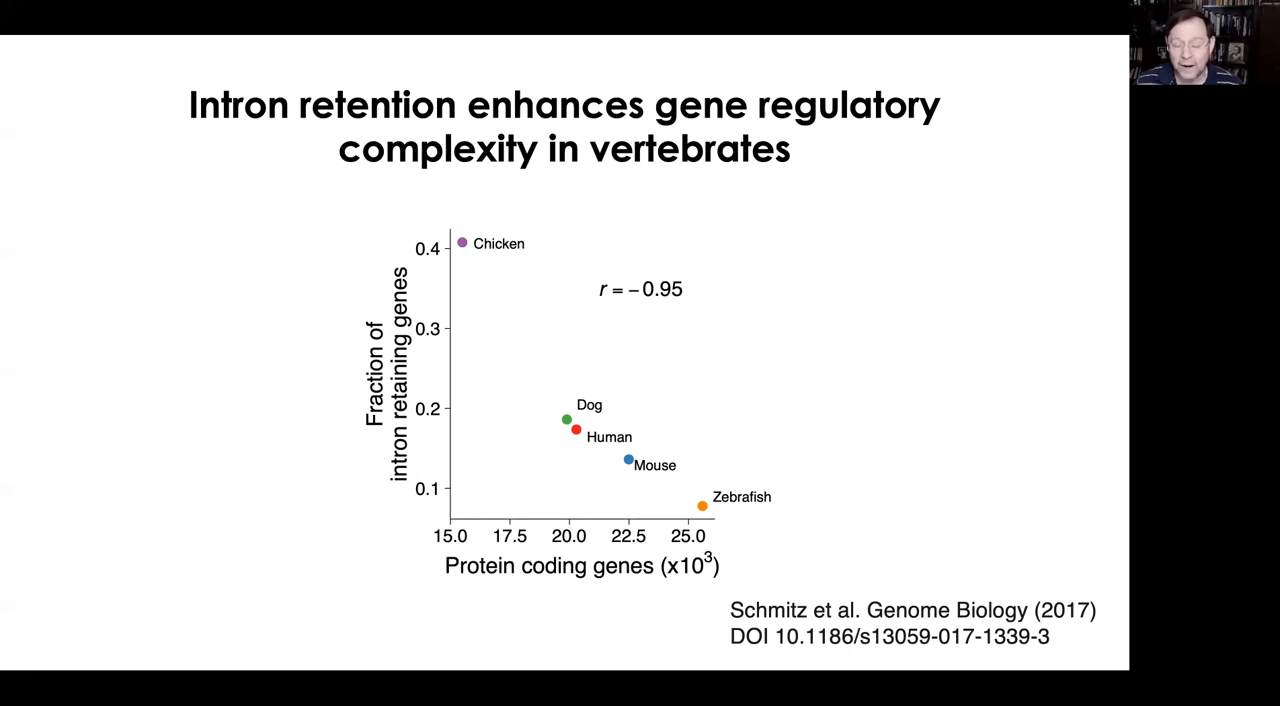 Intron retention enhances gene regulatory
complexity in vertebrates
0.4
Chicken
r = – 0.95
Fraction of
intron retaining genes
0.3
Dog
0.2
Human
Mouse
0.1
Zebrafish
15.0 17.5 20.0 22.5 25.0
Protein coding genes (x10³)
Schmitz et al. Genome Biology (2017)
DOI 10.1186/s13059-017-1339-3